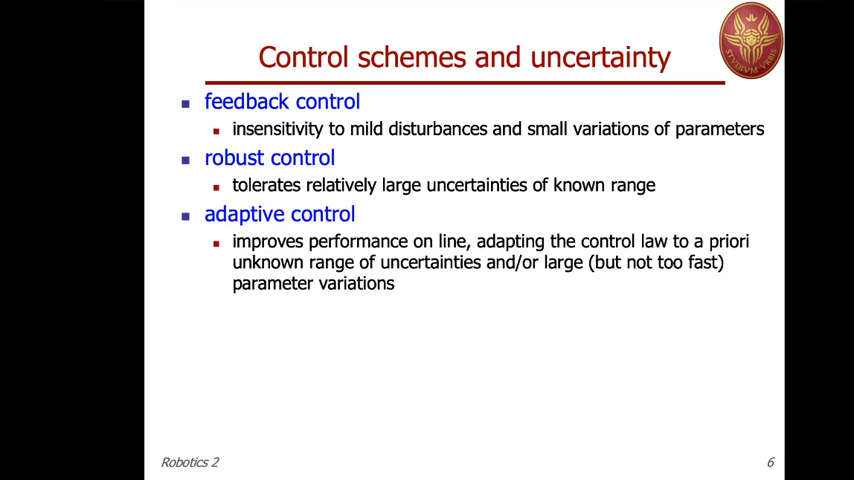 Control schemes and uncertainty
STVDIVM VRBIS
feedback control
insensitivity to mild disturbances and small variations of parameters
robust control
tolerates relatively large uncertainties of known range
adaptive control
improves performance on line, adapting the control law to a priori
unknown range of uncertainties and/or large (but not too fast)
parameter variations
Robotics 2
6